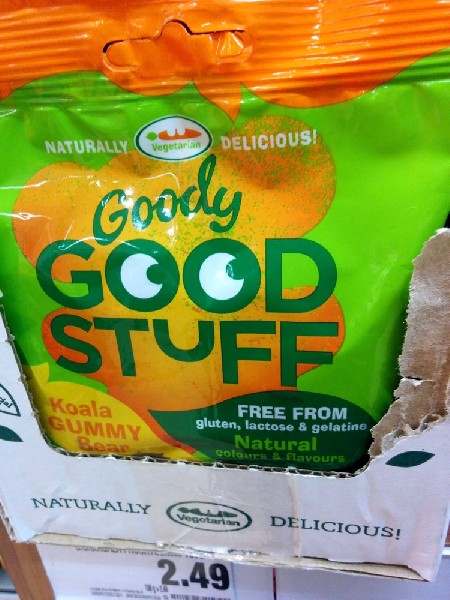 NATURALLY Vegetarian DELICIOUS!
Goody
GOOD
STUFF
Koala
GUMMY
Bear
FREE FROM
gluten, lactose & gelatine
Natural
colours & flavours
NATURALLY Vegetarian DELICIOUS!
2.49